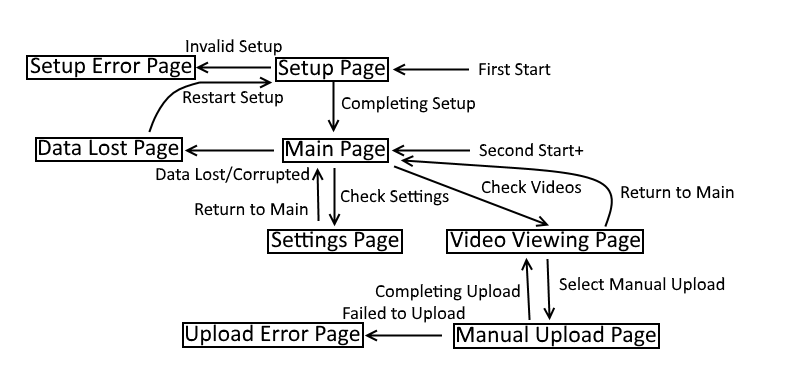 Invalid Setup
Setup Error Page
Setup Page
First Start
Restart Setup
Completing Setup
Data Lost Page
Main Page
Second Start+
Data Lost/Corrupted
Check Settings
Check Videos
Return to Main
Return to Main
Settings Page
Video Viewing Page
Completing Upload
Select Manual Upload
Failed to Upload
Upload Error Page
Manual Upload Page